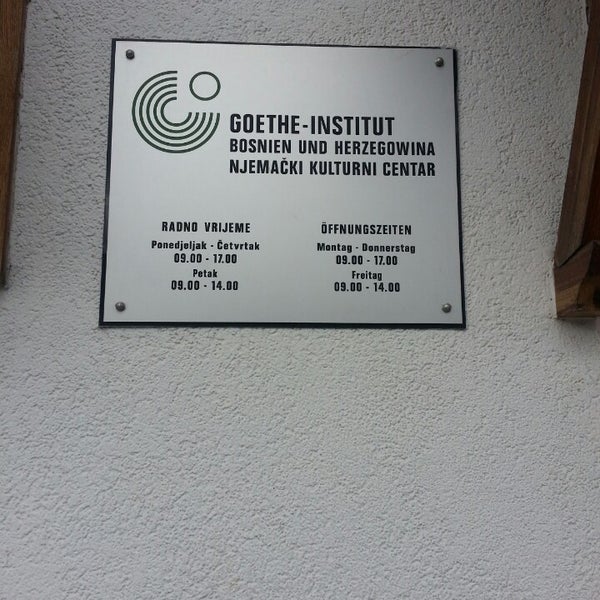 GOETHE-INSTITUT
BOSNIEN UND HERZEGOWINA
NJEMAČKI KULTURNI CENTAR
RADNO VRIJEME
Ponedjeljak - Četvrtak
09.00 - 17.00
Petak
09.00 - 14.00
ÖFFNUNGSZEITEN
Montag - Donnerstag
09.00 - 17.00
Freitag
09.00 - 14.00